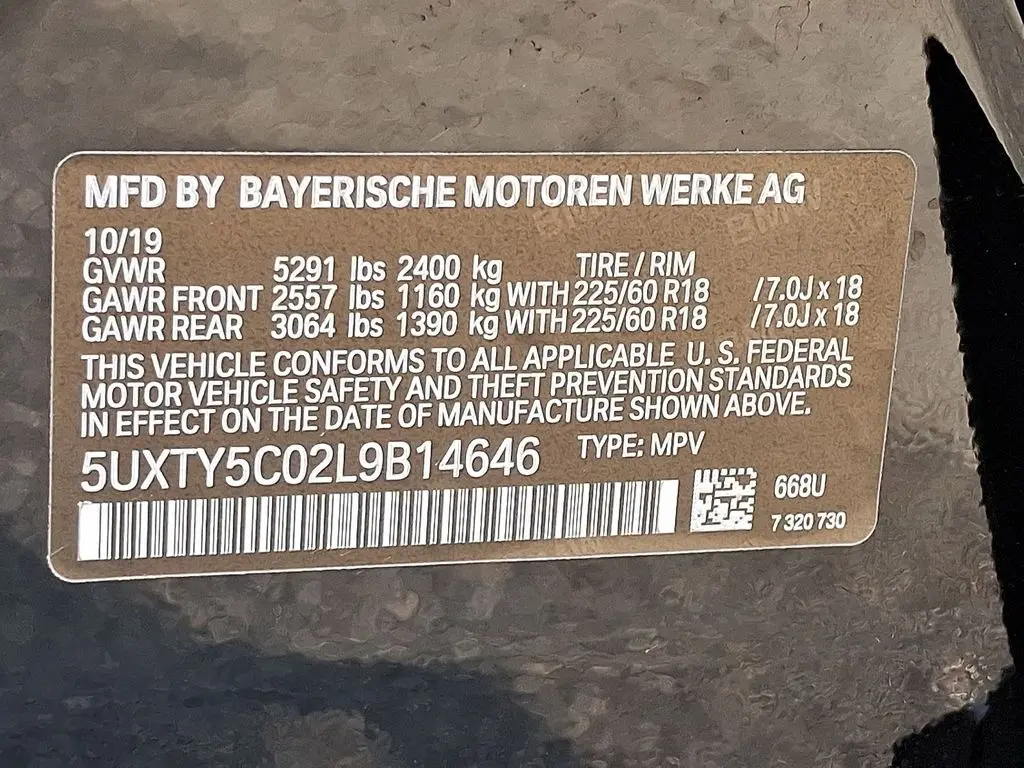 MFD BY BAYERISCHE MOTOREN WERKE AG
10/19
GVWR 5291 lbs 2400 kg TIRE / RIM
GAWR FRONT 2557 lbs 1160 kg WITH 225/60 R18 /7.0J x 18
GAWR REAR 3064 lbs 1390 kg WITH 225/60 R18 /7.0J x 18
THIS VEHICLE CONFORMS TO ALL APPLICABLE U. S. FEDERAL
MOTOR VEHICLE SAFETY AND THEFT PREVENTION STANDARDS
IN EFFECT ON THE DATE OF MANUFACTURE SHOWN ABOVE.
5UXTY5C02L9B14646 TYPE: MPV
668U
7 320 730